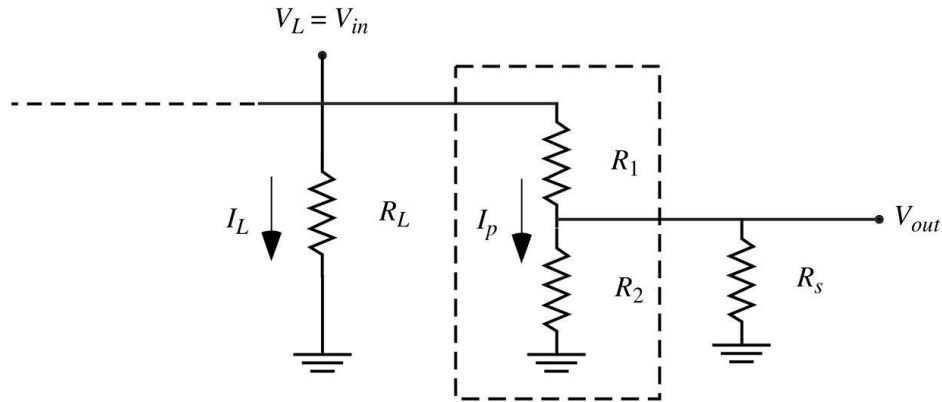 V_L = V_in
R_1
I_L
R_L
I_p
V_out
R_2
R_s